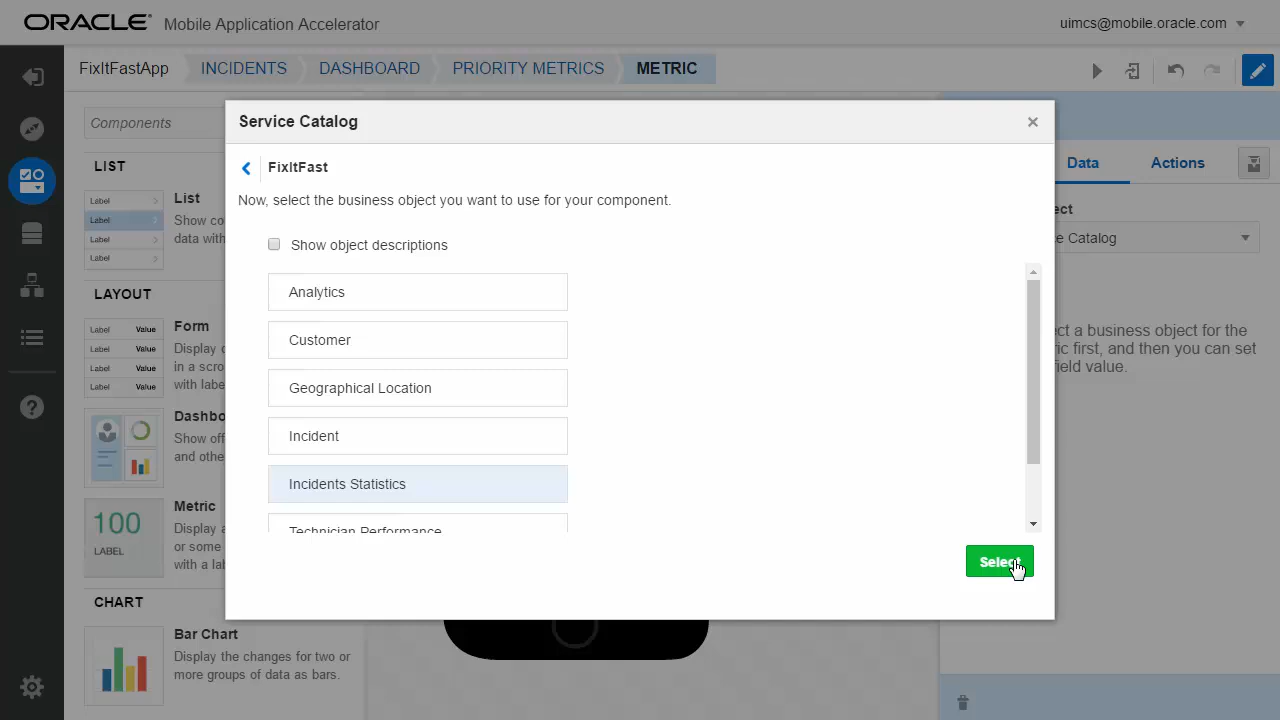 ORACLE Mobile Application Accelerator
uimcs@mobile.oracle.com
FixItFastApp INCIDENTS DASHBOARD PRIORITY METRICS METRIC
Components
LIST
Label
Label
Label
Label
List
Show co
data with
LAYOUT
Label Value
Label Value
Label Value
Label Value
Form
Display
in a scro
with labe
Dashbo
Show off
and othe
100
LABEL
Metric
Display a
or some
with a lab
CHART
Bar Chart
Display the changes for two or
more groups of data as bars.
Service Catalog
FixItFast
Now, select the business object you want to use for your component.
Show object descriptions
Analytics
Customer
Geographical Location
Incident
Incidents Statistics
Technician Performance
Select
Data Actions
ect
e Catalog
ct a business object for the
ic first, and then you can set
field value.